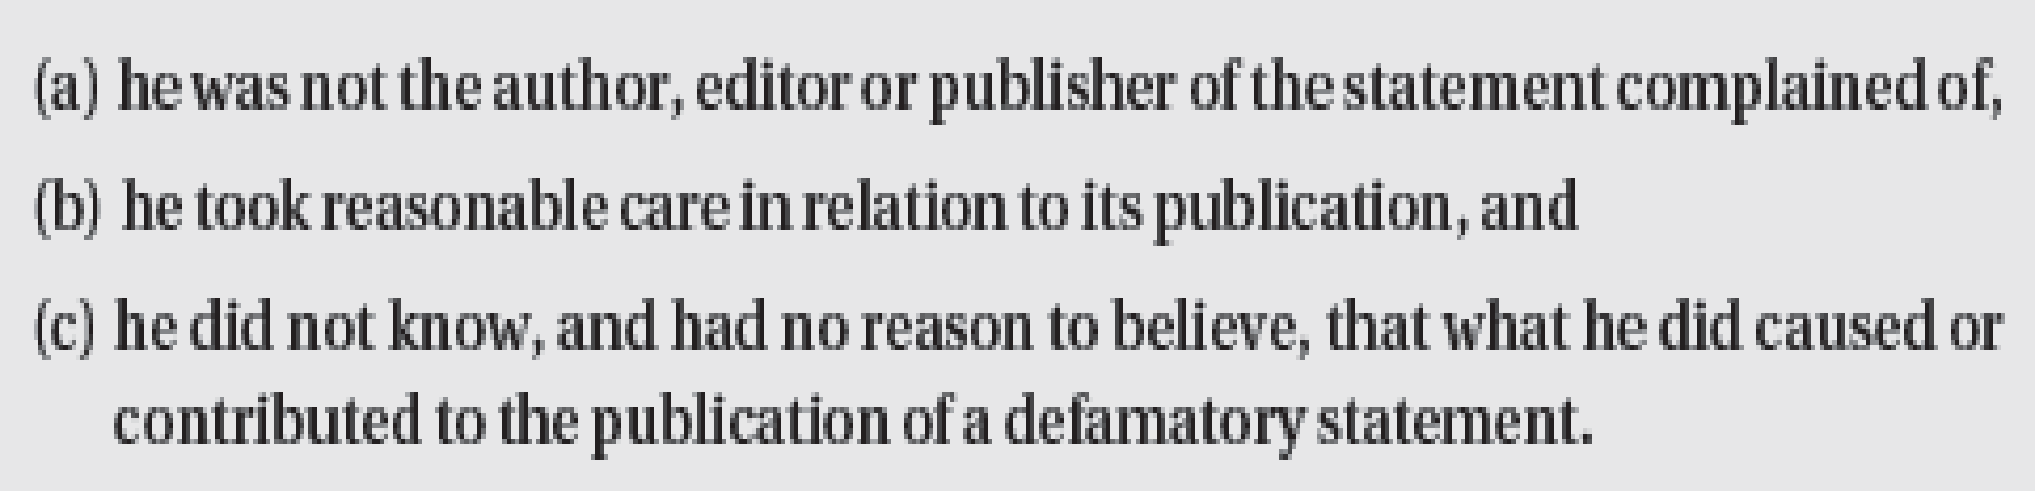 (a) he was not the author, editor or publisher of the statement complained of,
(b) he took reasonable care in relation to its publication, and
(c) he did not know, and had no reason to believe, that what he did caused or
contributed to the publication of a defamatory statement.